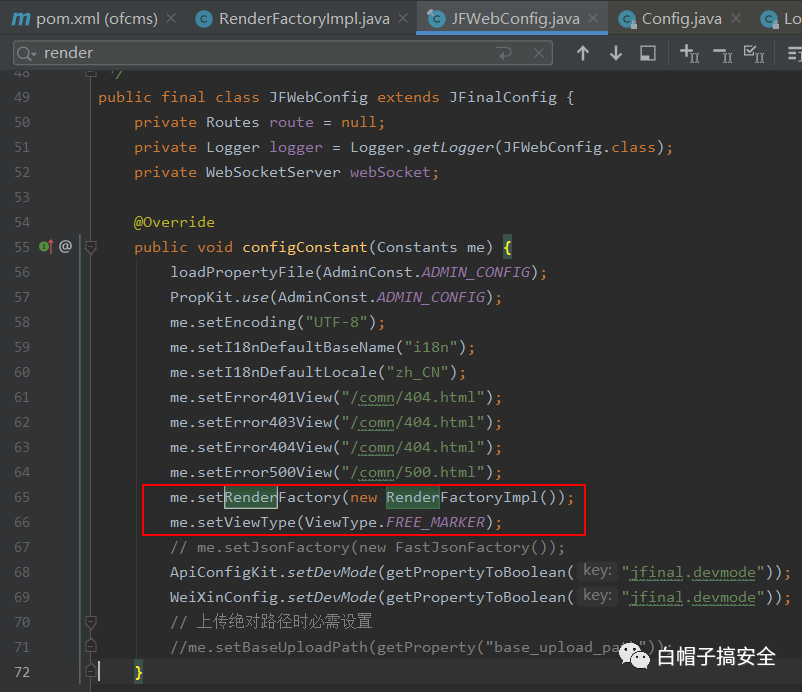 pom.xml (ofcms) × RenderFactoryImpl.java × JFWebConfig.java × Config.java × Lo
render
48 */
49 public final class JFWebConfig extends JFinalConfig {
50 private Routes route = null;
51 private Logger logger = Logger.getLogger(JFWebConfig.class);
52 private WebSocketServer webSocket;
53
54 @Override
55 @ public void configConstant(Constants me) {
56 loadPropertyFile(AdminConst.ADMIN_CONFIG);
57 PropKit.use(AdminConst.ADMIN_CONFIG);
58 me.setEncoding("UTF-8");
59 me.setI18nDefaultBaseName("i18n");
60 me.setI18nDefaultLocale("zh_CN");
61 me.setError401View("/comn/404.html");
62 me.setError403View("/comn/404.html");
63 me.setError404View("/comn/404.html");
64 me.setError500View("/comn/500.html");
65 me.setRenderFactory(new RenderFactoryImpl());
66 me.setViewType(ViewType.FREE_MARKER);
67 // me.setJsonFactory(new FastJsonFactory());
68 ApiConfigKit.setDevMode(getPropertyToBoolean( key: "jfinal.devmode"));
69 WeiXinConfig.setDevMode(getPropertyToBoolean( key: "jfinal.devmode"));
70 // 上传绝对路径时必需设置
71 //me.setBaseUploadPath(getProperty("base_upload_path"));
72 }
白帽子搞安全